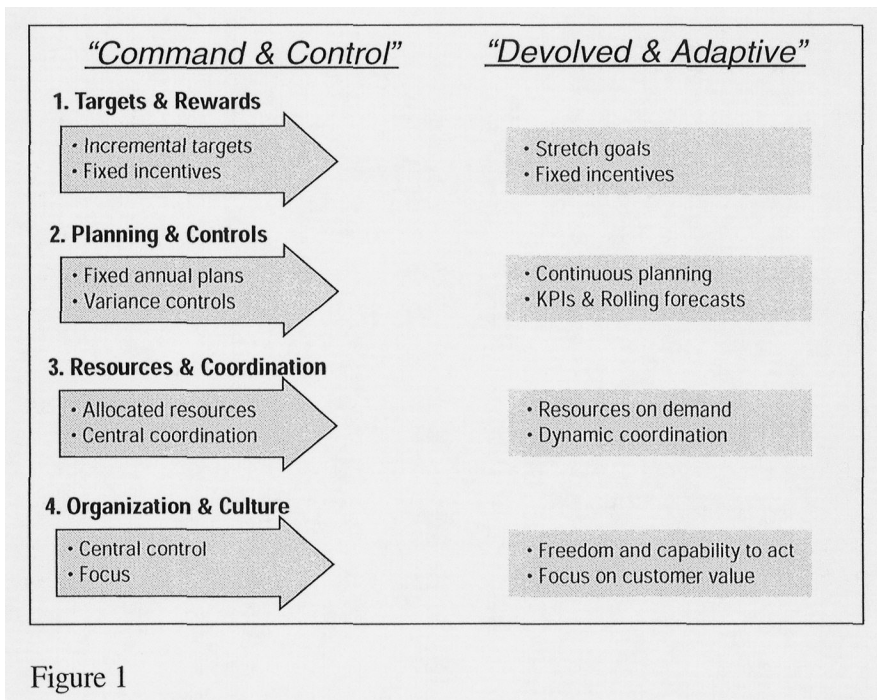 "Command & Control"
"Devolved & Adaptive"
1. Targets & Rewards
· Incremental targets
· Fixed incentives
· Stretch goals
· Fixed incentives
2. Planning & Controls
· Fixed annual plans
· Variance controls
· Continuous planning
· KPIs & Rolling forecasts
3. Resources & Coordination
· Allocated resources
· Central coordination
· Resources on demand
· Dynamic coordination
4. Organization & Culture
· Central control
· Focus
· Freedom and capability to act
· Focus on customer value
Figure 1